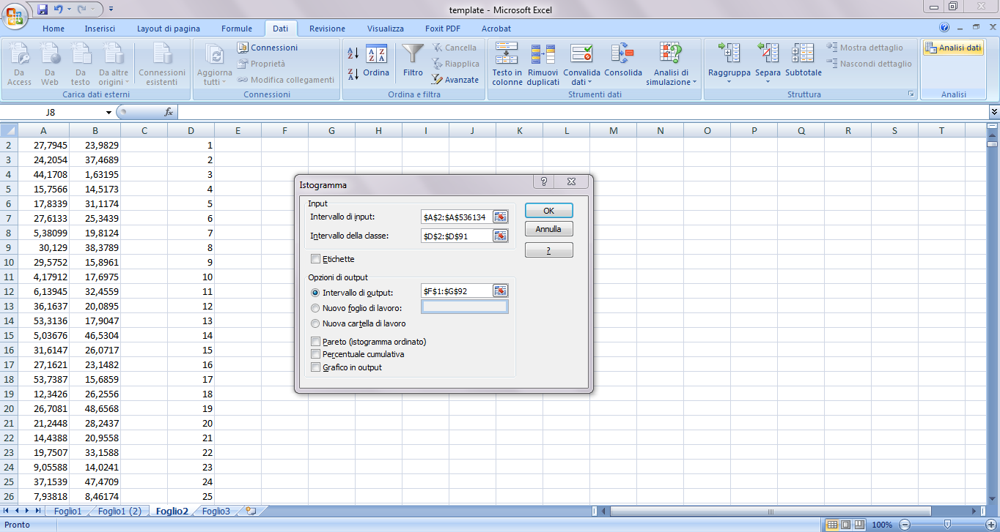 template - Microsoft Excel
Home Inserisci Layout di pagina Formule Dati Revisione Visualizza Foxit PDF Acrobat
Da Access
Da Web
Da testo
Da altre origini
Connessioni esistenti
Carica dati esterni
Aggiorna tutti
Connessioni
Proprietà
Modifica collegamenti
Connessioni
A Z
Z A
Ordina
Filtro
Cancella
Riapplica
Avanzate
Ordina e filtra
Testo in colonne
Rimuovi duplicati
Convalida dati
Consolida
Analisi di simulazione
Strumenti dati
Raggruppa
Separa
Subtotale
Mostra dettaglio
Nascondi dettaglio
Struttura
Analisi dati
Analisi
J8 fx
A B C D E F G H I J K L M N O P Q R S T
2 27,7945 23,9829 1
3 24,2054 37,4689 2
4 44,1708 1,63195 3
5 15,7566 14,5173 4
6 17,8339 31,1174 5
7 27,6133 25,3439 6
8 5,38099 19,8124 7
9 30,129 38,3789 8
10 29,5752 15,8961 9
11 4,17912 17,6975 10
12 6,13945 32,4559 11
13 36,1637 20,0895 12
14 53,3136 17,9047 13
15 5,03676 46,5304 14
16 31,6147 26,0717 15
17 27,1621 23,1482 16
18 53,7387 15,6859 17
19 12,3426 26,2556 18
20 26,7081 48,6568 19
21 21,2448 28,2437 20
22 14,4388 20,9558 21
23 19,7507 33,1588 22
24 9,05588 14,0241 23
25 37,1539 47,4709 24
26 7,93818 8,46174 25
Istogramma
?
Input
Intervallo di input: $A$2:$A$536134
Intervallo della classe: $D$2:$D$91
Etichette
OK
Annulla
?
Opzioni di output
Intervallo di output: $F$1:$G$92
Nuovo foglio di lavoro:
Nuova cartella di lavoro
Pareto (istogramma ordinato)
Percentuale cumulativa
Grafico in output
Foglio1 Foglio1 (2) Foglio2 Foglio3
Pronto 100%